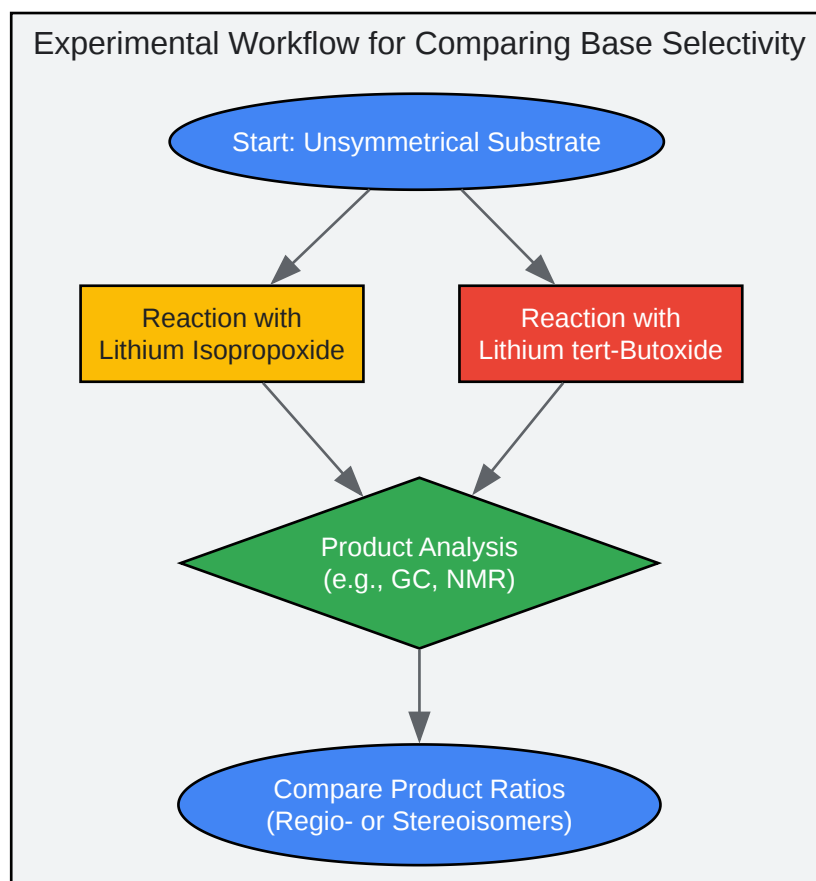 Experimental Workflow for Comparing Base Selectivity
Start: Unsymmetrical Substrate
Reaction with
Lithium Isopropoxide
Reaction with
Lithium tert-Butoxide
Product Analysis
(e.g., GC, NMR)
Compare Product Ratios
(Regio- or Stereoisomers)